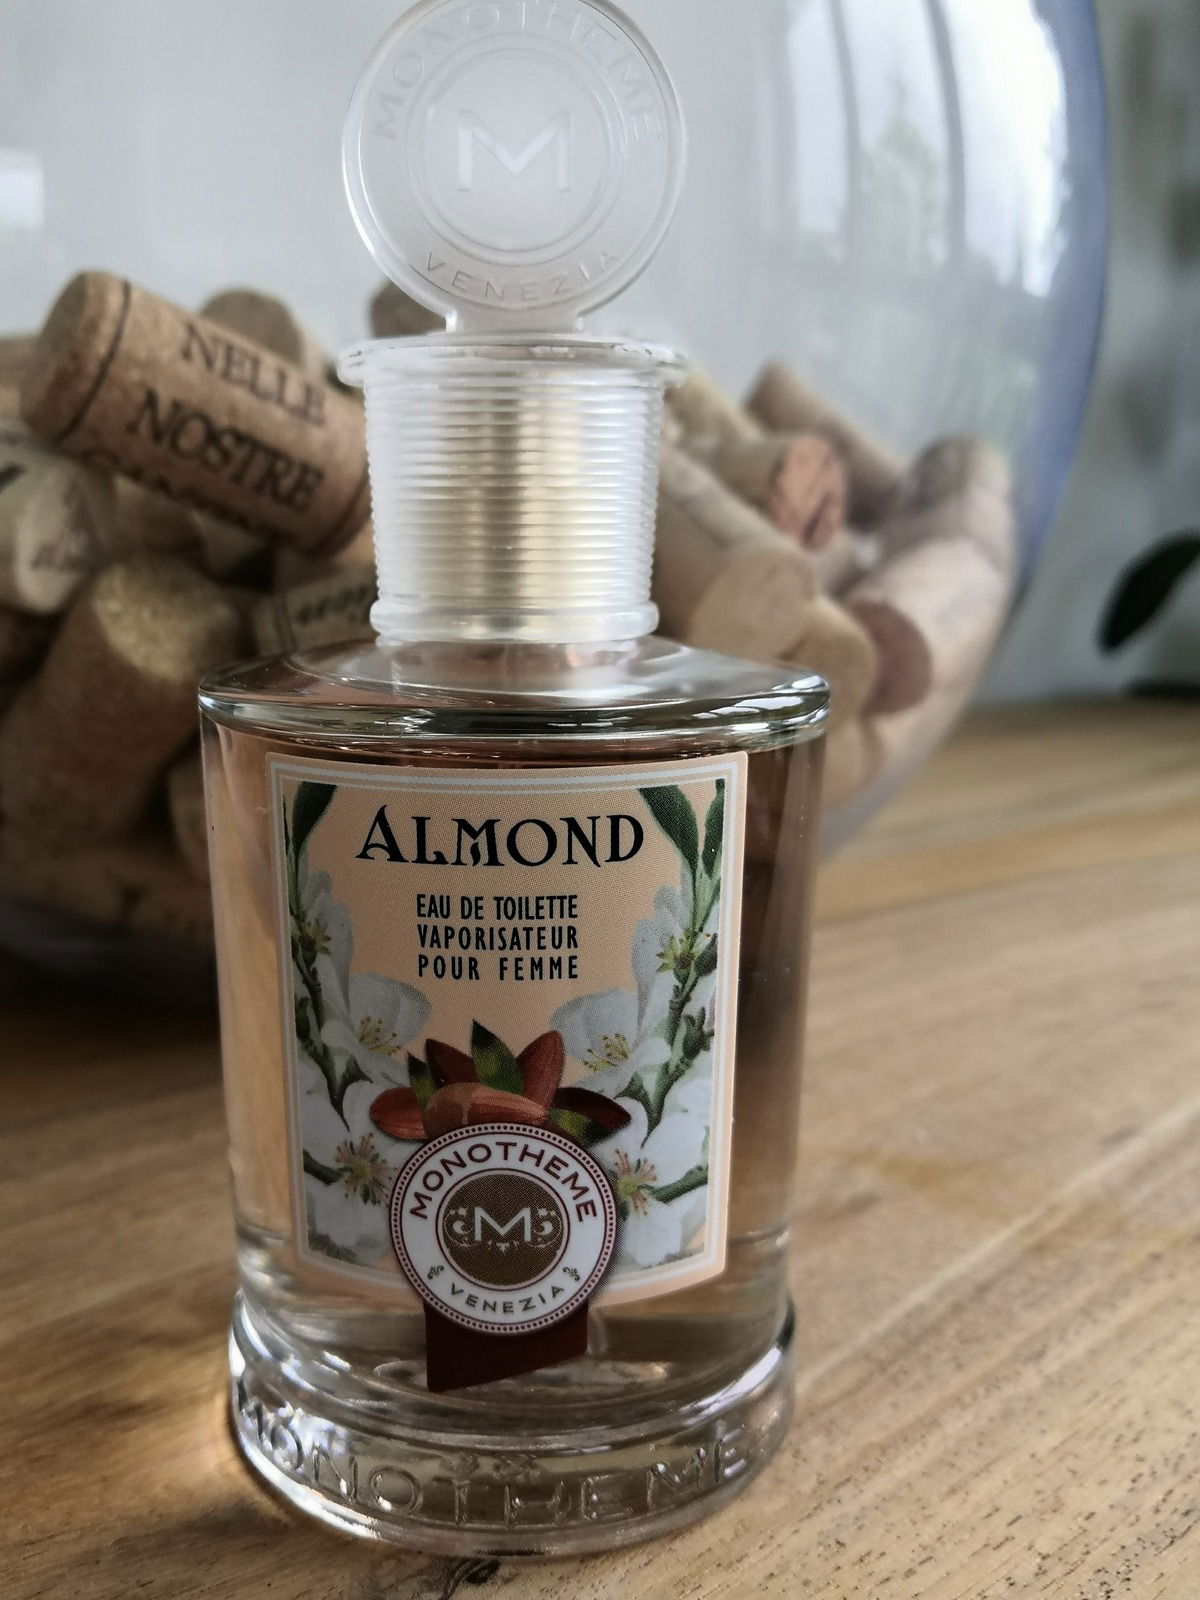 MONOTHEME
M
VENEZIA
NELLE
NOSTRE
ALMOND
EAU DE TOILETTE
VAPORISATEUR
POUR FEMME
MONOTHEME
M
VENEZIA
MONOTHEME